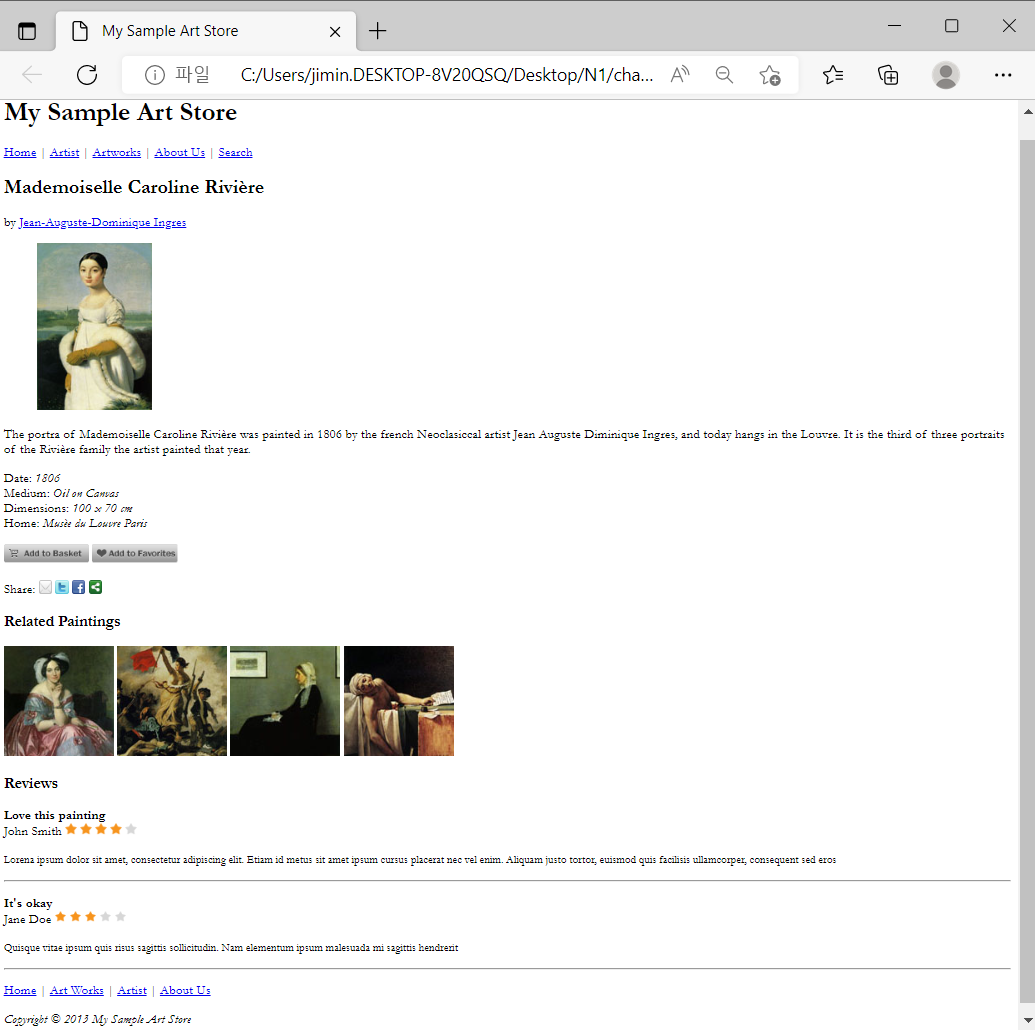 My Sample Art Store
파일 C:/Users/jimin.DESKTOP-8V20QSQ/Desktop/N1/cha...
My Sample Art Store
Home | Artist | Artworks | About Us | Search
Mademoiselle Caroline Rivière
by Jean-Auguste-Dominique Ingres
The portra of Mademoiselle Caroline Rivière was painted in 1806 by the french Neoclasiccal artist Jean Auguste Diminique Ingres, and today hangs in the Louvre. It is the third of three portraits
of the Rivière family the artist painted that year.
Date: 1806
Medium: Oil on Canvas
Dimensions: 100 x 70 cm
Home: Musèe du Louvre Paris
Add to Basket Add to Favorites
Share:
Related Paintings
Reviews
Love this painting
John Smith
Lorena ipsum dolor sit amet, consectetur adipiscing elit. Etiam id metus sit amet ipsum cursus placerat nec vel enim. Aliquam justo tortor, euismod quis facilisis ullamcorper, consequent sed eros
It's okay
Jane Doe
Quisque vitae ipsum quis risus sagittis sollicitudin. Nam elementum ipsum malesuada mi sagittis hendrerit
Home | Art Works | Artist | About Us
Copyright © 2013 My Sample Art Store